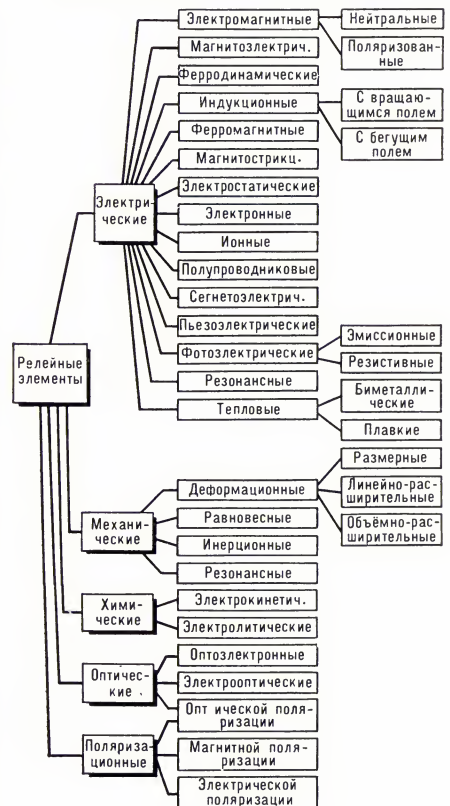 Электромагнитные
Нейтральные
Магнитоэлектрич.
Поляризован-
ные
Ферродинамические
Индукционные
С вращаю-
щимся полем
Ферромагнитные
С бегущим
полем
Магнитострикц.
Электри-
ческие
Электростатические
Электронные
Ионные
Полупроводниковые
Сегнетоэлектрич.
Пьезоэлектрические
Фотоэлектрические
Эмиссионные
Резистивные
Релейные
элементы
Резонансные
Тепловые
Биметалли-
ческие
Плавкие
Механи-
ческие
Деформационные
Размерные
Линейно-рас-
ширительные
Объёмно-рас-
ширительные
Равновесные
Инерционные
Резонансные
Хими-
ческие
Электрокинетич.
Электролитические
Оптичес-
кие
Оптоэлектронные
Электрооптические
Опт ической поля-
ризации
Поляриза-
ционные
Магнитной поля-
ризации
Электрической
поляризации